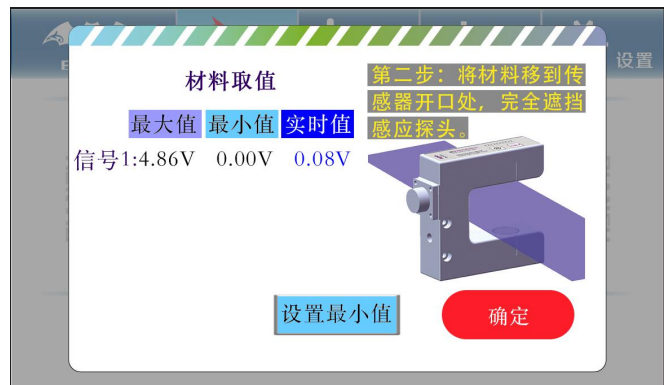 设置
材料取值
第二步：将材料移到传
感器开口处，完全遮挡
感应探头。
最大值 最小值 实时值
信号1:4.86V 0.00V 0.08V
设置最小值
确定